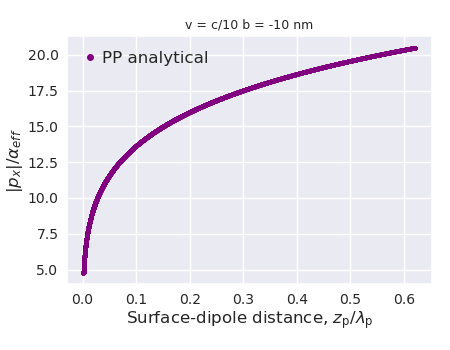 v = c/10 b = -10 nm
20.0
17.5
15.0
12.5
10.0
7.5
5.0
|pₓ|/α_eff
PP analytical
0.0 0.1 0.2 0.3 0.4 0.5 0.6
Surface-dipole distance, z_p/λ_p